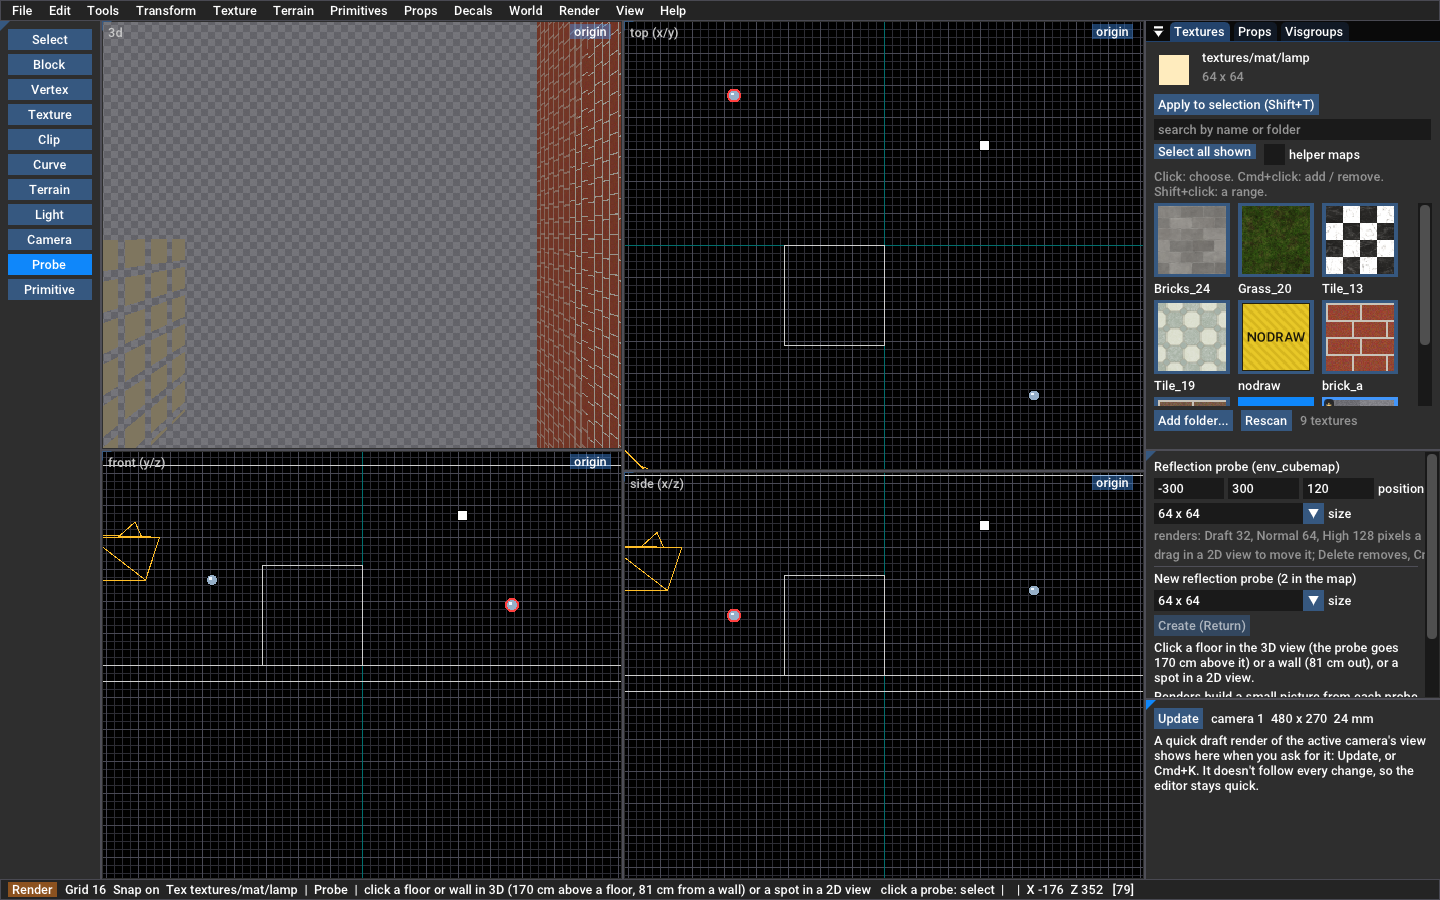 File Edit Tools Transform Texture Terrain Primitives Props Decals World Render View Help
Select
Block
Vertex
Texture
Clip
Curve
Terrain
Light
Camera
Probe
Primitive
3d
origin
top (x/y)
origin
front (y/z)
origin
side (x/z)
origin
Textures Props Visgroups
textures/mat/lamp
64 x 64
Apply to selection (Shift+T)
search by name or folder
Select all shown helper maps
Click: choose. Cmd+click: add / remove.
Shift+click: a range.
Bricks_24 Grass_20 Tile_13
NODRAW
Tile_19 nodraw brick_a
Add folder... Rescan 9 textures
Reflection probe (env_cubemap)
-300 300 120 position
64 x 64 size
renders: Draft 32, Normal 64, High 128 pixels a
drag in a 2D view to move it; Delete removes, Cr
New reflection probe (2 in the map)
64 x 64 size
Create (Return)
Click a floor in the 3D view (the probe goes
170 cm above it) or a wall (81 cm out), or a
spot in a 2D view.
Renders build a small picture from each probe
Update camera 1 480 x 270 24 mm
A quick draft render of the active camera's view
shows here when you ask for it: Update, or
Cmd+K. It doesn't follow every change, so the
editor stays quick.
Render Grid 16 Snap on Tex textures/mat/lamp | Probe | click a floor or wall in 3D (170 cm above a floor, 81 cm from a wall) or a spot in a 2D view click a probe: select | | X -176 Z 352 [79]